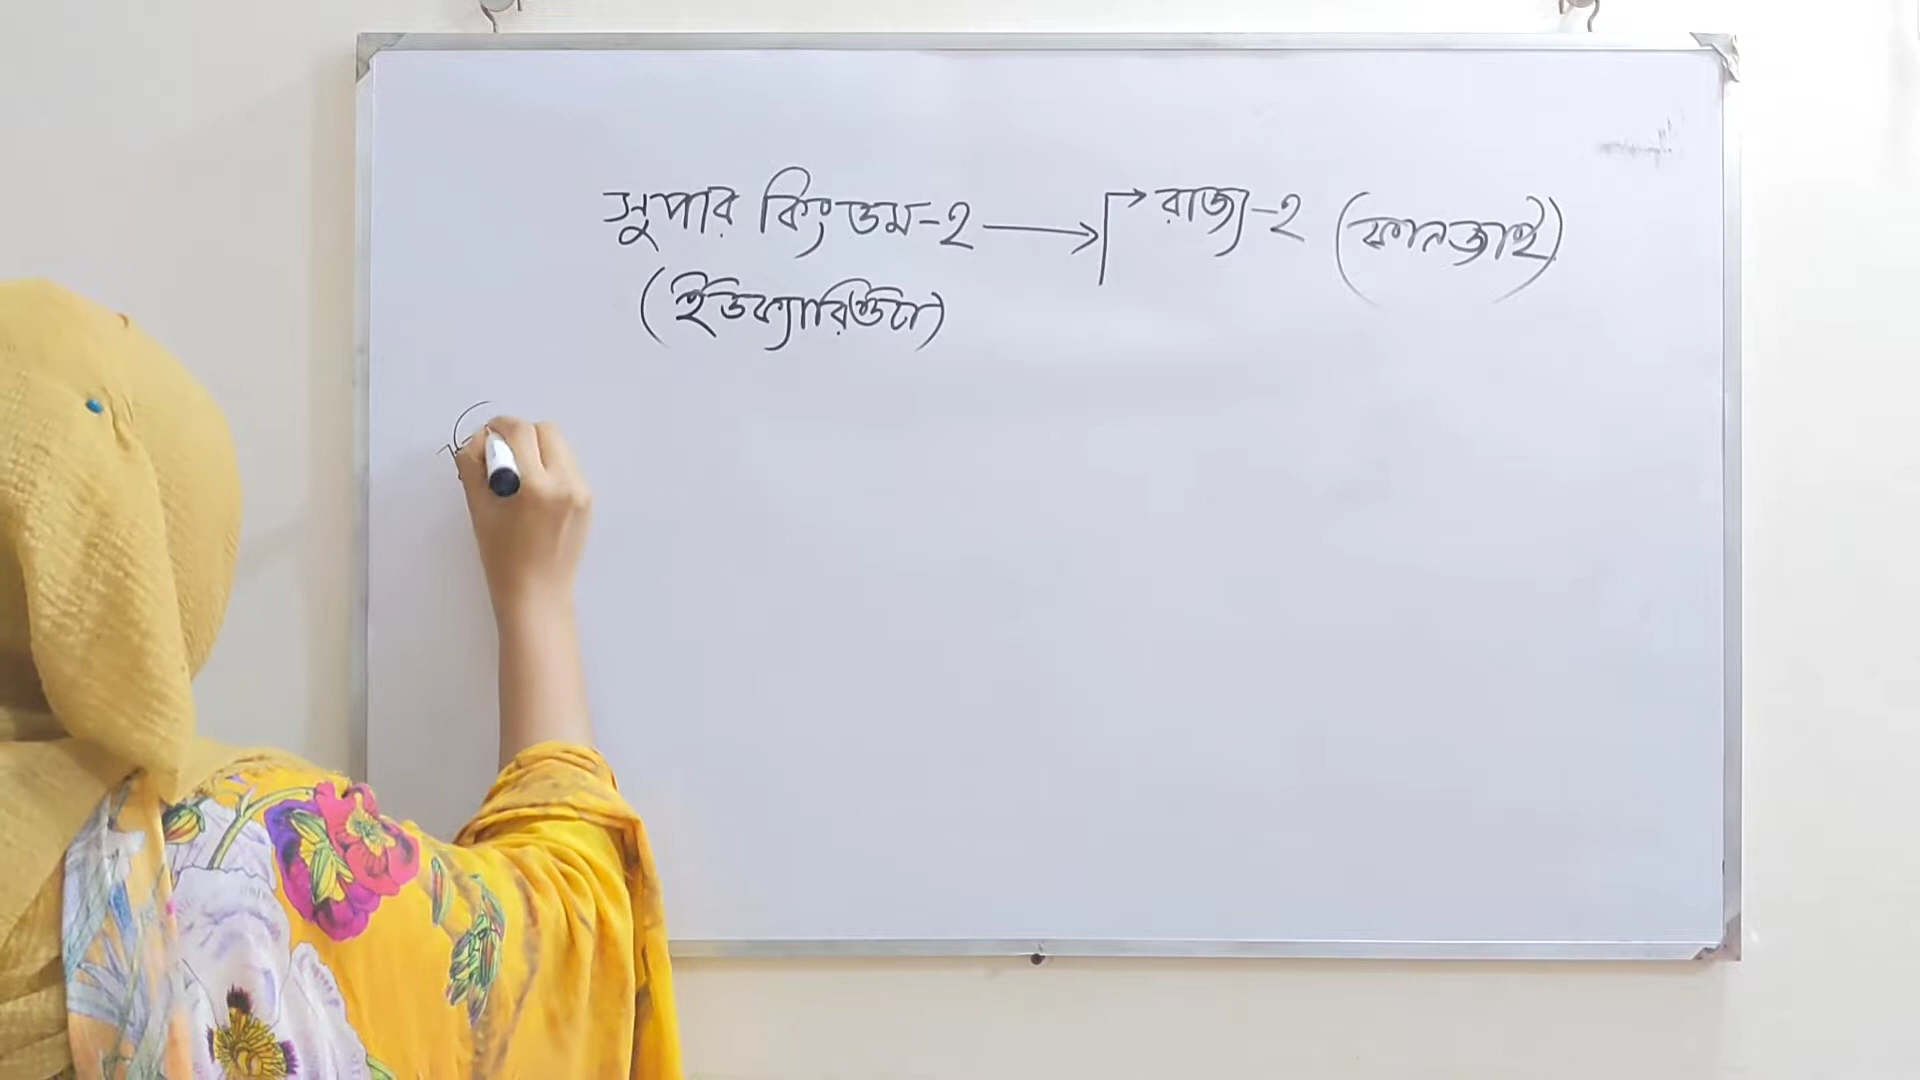 সুপার কিংডম-২ → রাজ্য-২ (ফানজাই)
(ইউক্যারিওটা)